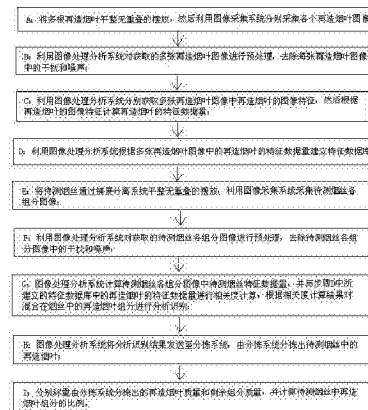 A: 将多根再造烟叶平整无重叠的摆放，然后利用图像采集系统分别采集各个再造烟叶图像
B: 利用图像处理分析系统对获取的多张再造烟叶图像进行预处理，去除每张再造烟叶图像
中的干扰和噪声;
C: 利用图像处理分析系统分别获取多张再造烟叶图像中再造烟叶的图像特征，然后根据
再造烟叶的图像特征计算再造烟叶的特征数据量;
D: 利用图像处理分析系统根据多张再造烟叶图像中的再造烟叶的特征数据量建立特征数据库
E: 将待测烟丝通过铺展分离系统平整无重叠的摆放，利用图像采集系统采集待测烟丝各
组分图像;
F: 利用图像处理分析系统对获取的待测烟丝各组分图像进行预处理，去除待测烟丝各组
分图像中的干扰和噪声;
G: 图像处理分析系统计算待测烟丝各组分图像中待测烟丝特征数据量，并与步骤D中所
建立的特征数据库中的再造烟叶的特征数据量进行相关度计算，根据相关度计算结果对
混合在烟丝中的再造烟叶组分进行分析识别;
H: 图像处理分析系统将分析识别结果发送至分拣系统，由分拣系统分拣出待测烟丝中的
再造烟叶;
I: 分别称重由分拣系统分拣出的再造烟叶质量和剩余组分质量，并计算待测烟丝中再造
烟叶组分的比例。